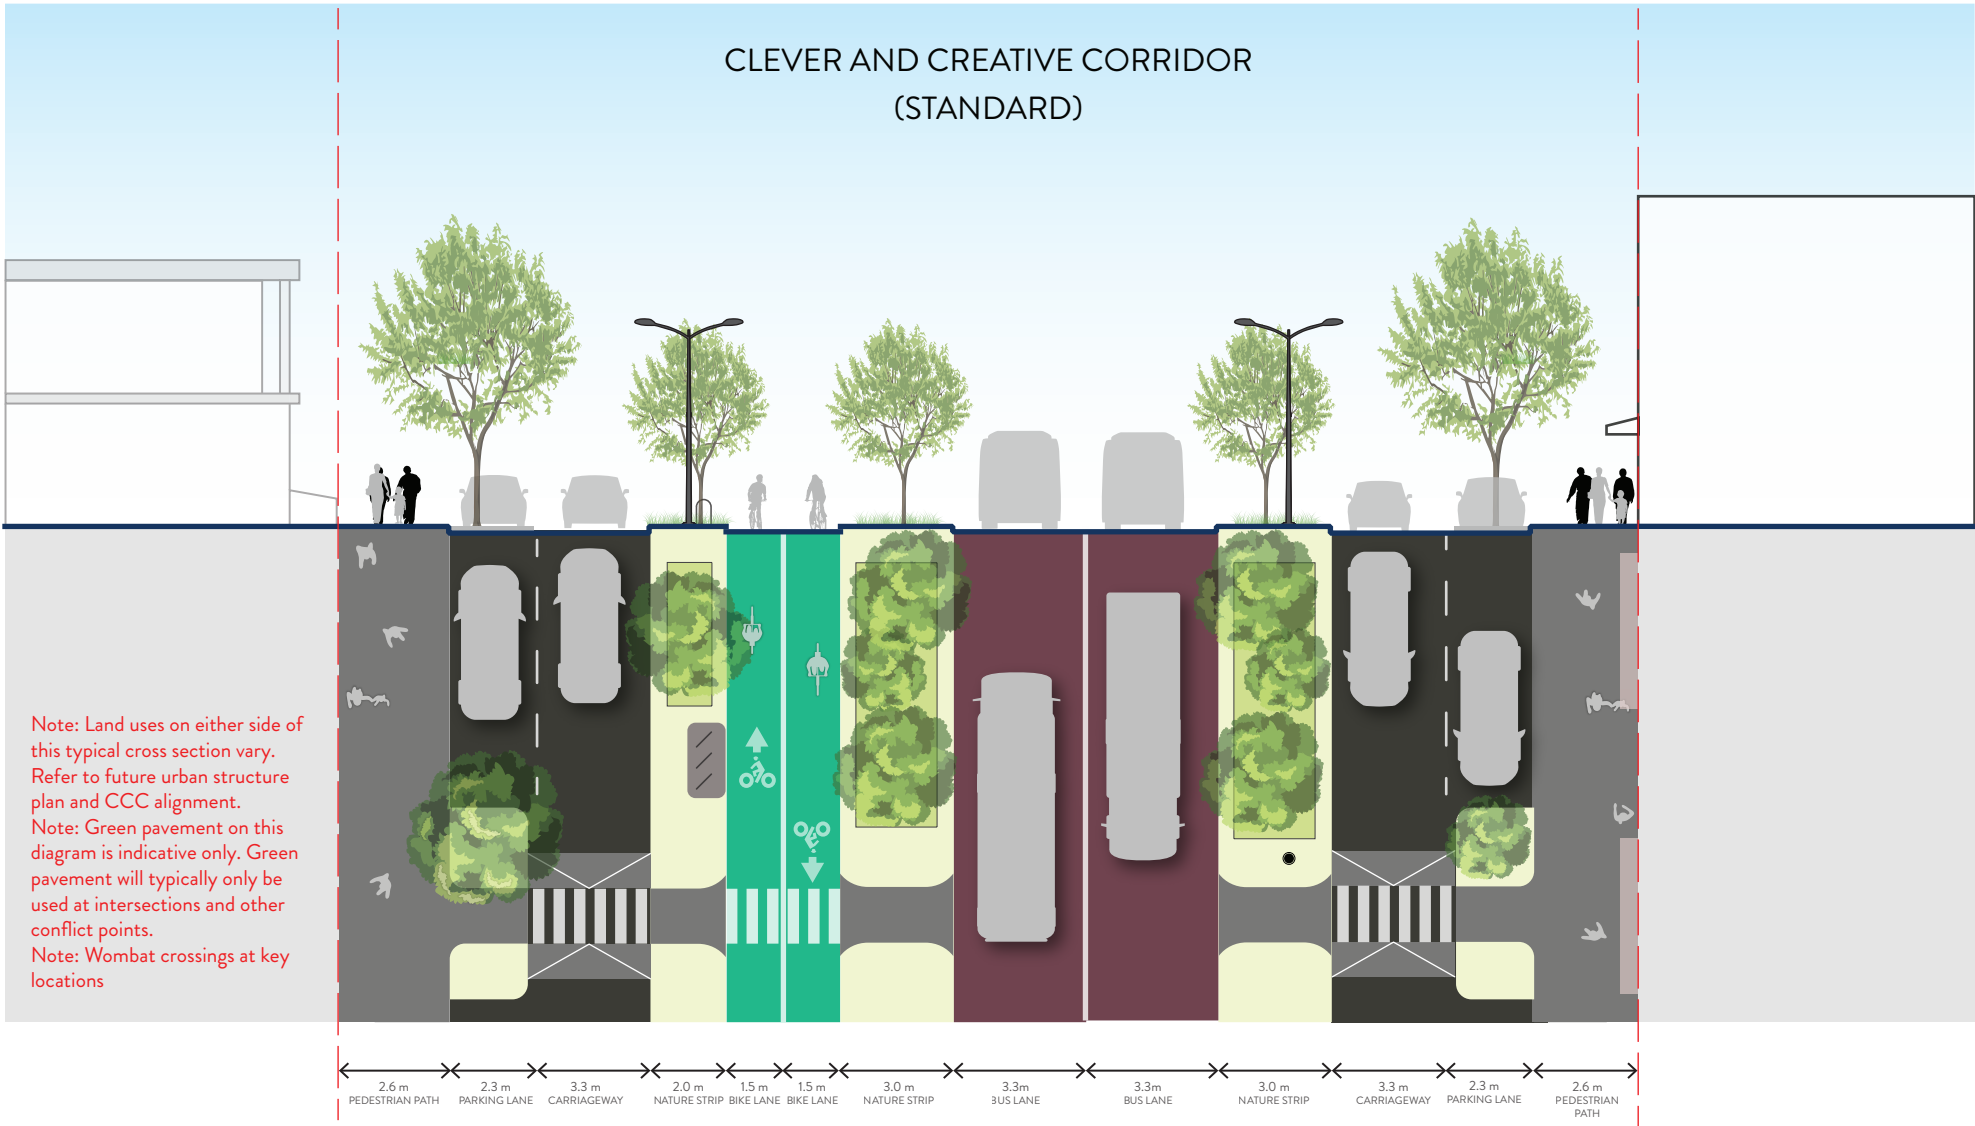 CLEVER AND CREATIVE CORRIDOR
(STANDARD)
Note: Land uses on either side of
this typical cross section vary.
Refer to future urban structure
plan and CCC alignment.
Note: Green pavement on this
diagram is indicative only. Green
pavement will typically only be
used at intersections and other
conflict points.
Note: Wombat crossings at key
locations
2.6 m
PEDESTRIAN PATH
2.3 m
PARKING LANE
3.3 m
CARRIAGEWAY
2.0 m
NATURE STRIP
1.5 m
BIKE LANE
1.5 m
BIKE LANE
3.0 m
NATURE STRIP
3.3m
BUS LANE
3.3m
BUS LANE
3.0 m
NATURE STRIP
3.3 m
CARRIAGEWAY
2.3 m
PARKING LANE
2.6 m
PEDESTRIAN
PATH